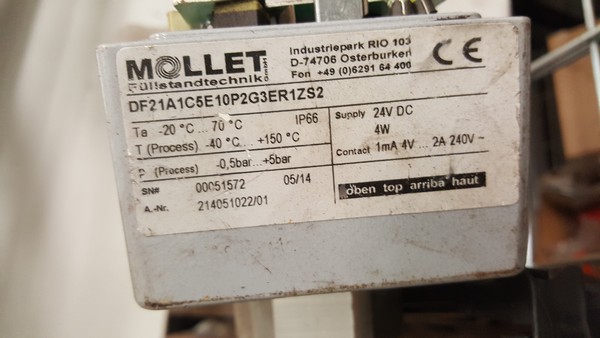 MOLLET
Füllstandtechnik GmbH
Industriepark RIO 103
D-74706 Osterburken
Fon +49 (0)6291 64 400
CE
DF21A1C5E10P2G3ER1ZS2
Ta -20 °C ... 70 °C IP66
T (Process) -40 °C ... +150 °C
P (Process) -0,5bar ... +5bar
SN# 00051572 05/14
A.-Nr. 214051022/01
Supply 24V DC
4W
Contact 1mA 4V ... 2A 240V ~
oben top arriba haut